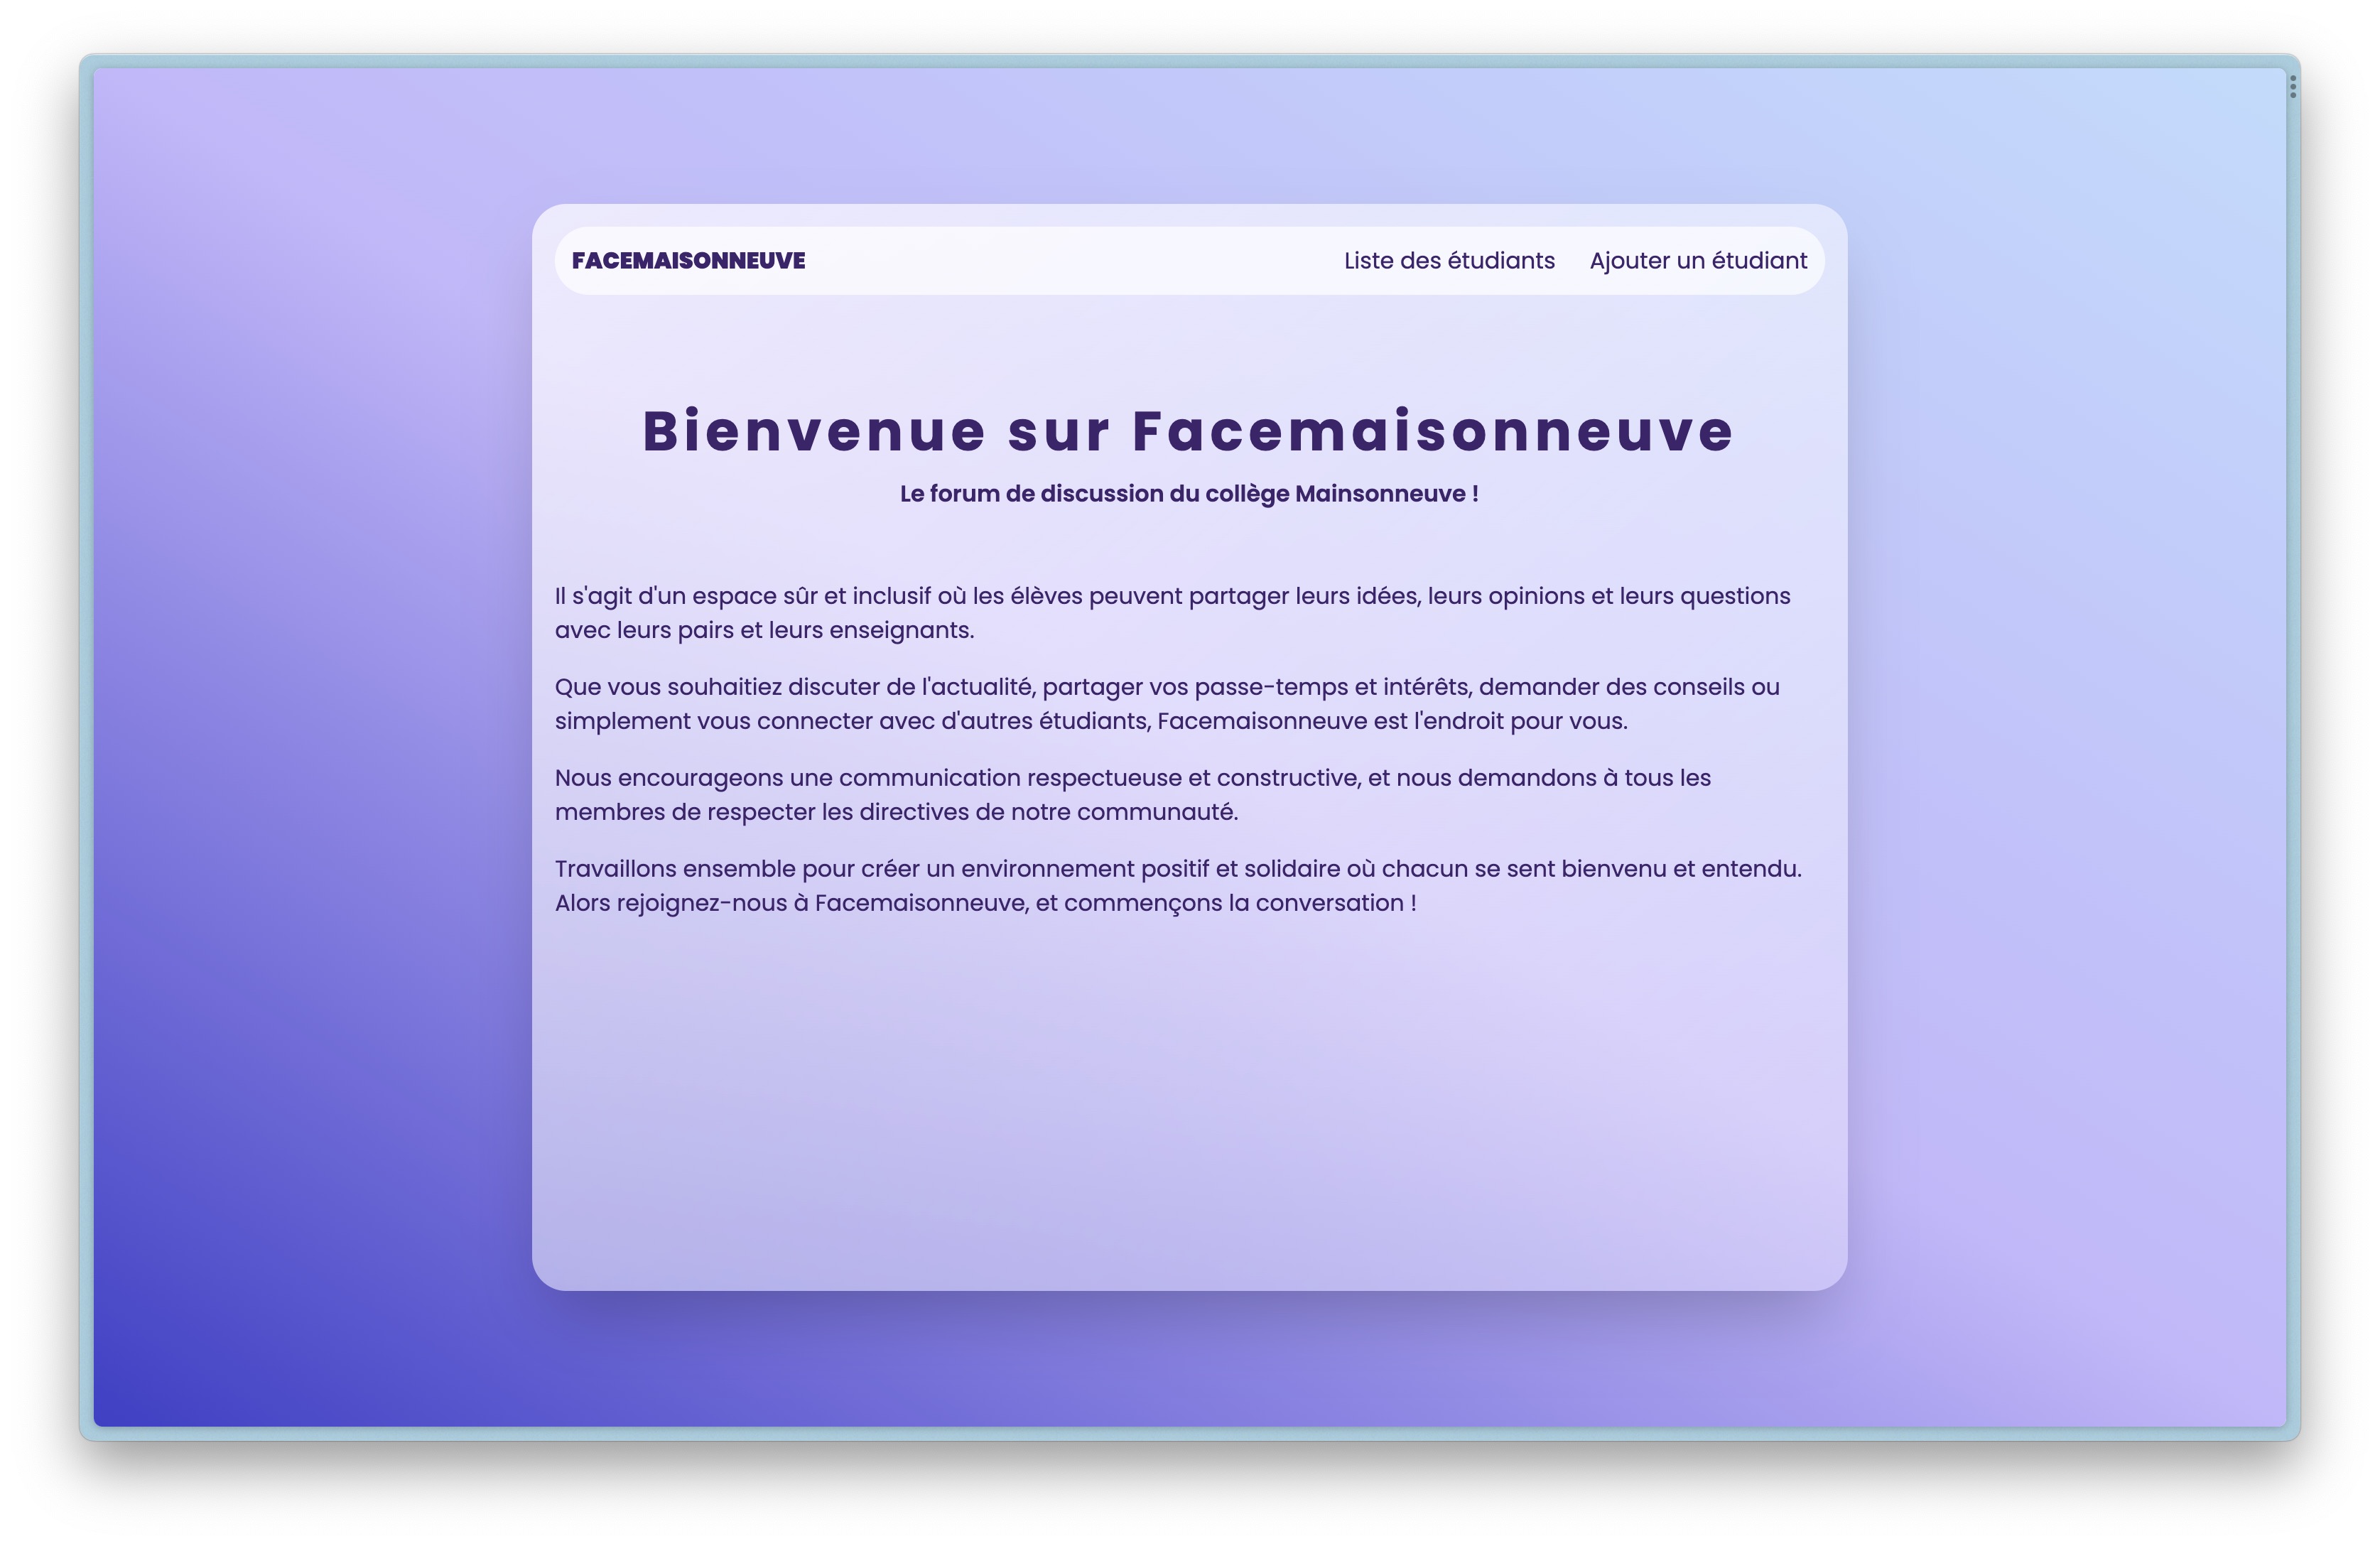 FACEMAISONNEUVE
Liste des étudiants
Ajouter un étudiant
Bienvenue sur Facemaisonneuve
Le forum de discussion du collège Mainsonneuve !
Il s'agit d'un espace sûr et inclusif où les élèves peuvent partager leurs idées, leurs opinions et leurs questions
avec leurs pairs et leurs enseignants.
Que vous souhaitiez discuter de l'actualité, partager vos passe-temps et intérêts, demander des conseils ou
simplement vous connecter avec d'autres étudiants, Facemaisonneuve est l'endroit pour vous.
Nous encourageons une communication respectueuse et constructive, et nous demandons à tous les
membres de respecter les directives de notre communauté.
Travaillons ensemble pour créer un environnement positif et solidaire où chacun se sent bienvenu et entendu.
Alors rejoignez-nous à Facemaisonneuve, et commençons la conversation !